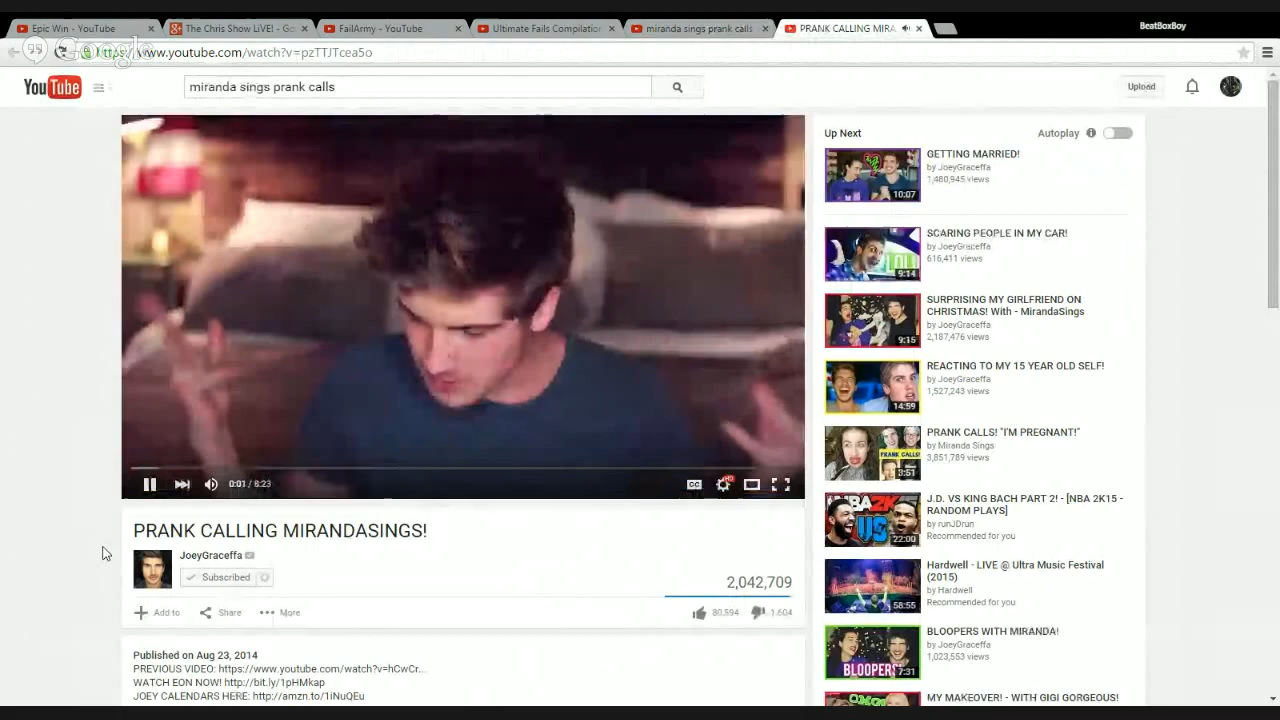 Epic Win - YouTube
The Chris Show LiVE! - Go
FailArmy - YouTube
Ultimate Fails Compilation
miranda sings prank calls
PRANK CALLING MIRA
BeatBoxBoy
Google
https://www.youtube.com/watch?v=pzTTJTcea5o
YouTube
miranda sings prank calls
Upload
Up Next
Autoplay
GETTING MARRIED!
by JoeyGraceffa
1,480,945 views
10:07
SCARING PEOPLE IN MY CAR!
by JoeyGraceffa
616,411 views
9:14
SURPRISING MY GIRLFRIEND ON
CHRISTMAS! With - MirandaSings
by JoeyGraceffa
2,187,476 views
9:15
REACTING TO MY 15 YEAR OLD SELF!
by JoeyGraceffa
1,527,243 views
14:59
PRANK CALLS! "I'M PREGNANT!"
by Miranda Sings
3,851,789 views
PRANK CALLS!
3:51
J.D. VS KING BACH PART 2! - [NBA 2K15 -
RANDOM PLAYS]
by runJDrun
Recommended for you
VS
22:00
Hardwell - LIVE @ Ultra Music Festival
(2015)
by Hardwell
Recommended for you
58:55
BLOOPERS WITH MIRANDA!
by JoeyGraceffa
1,023,553 views
BLOOPERS!
7:31
MY MAKEOVER! - WITH GIGI GORGEOUS!
OMG
0:01 / 8:23
CC
HD
PRANK CALLING MIRANDASINGS!
JoeyGraceffa
Subscribed
2,042,709
Add to
Share
More
80,594
1,604
Published on Aug 23, 2014
PREVIOUS VIDEO: https://www.youtube.com/watch?v=hCwCr...
WATCH EON NOW! http://bit.ly/1pHMkap
JOEY CALENDARS HERE: http://amzn.to/1iNuQEu